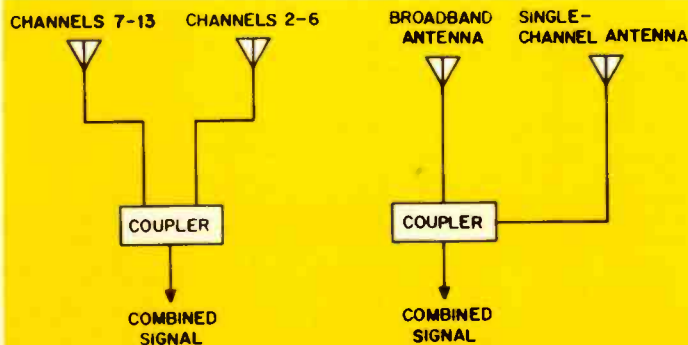 CHANNELS 7-13
CHANNELS 2-6
COUPLER
COMBINED
SIGNAL
BROADBAND
ANTENNA
SINGLE-
CHANNEL ANTENNA
COUPLER
COMBINED
SIGNAL